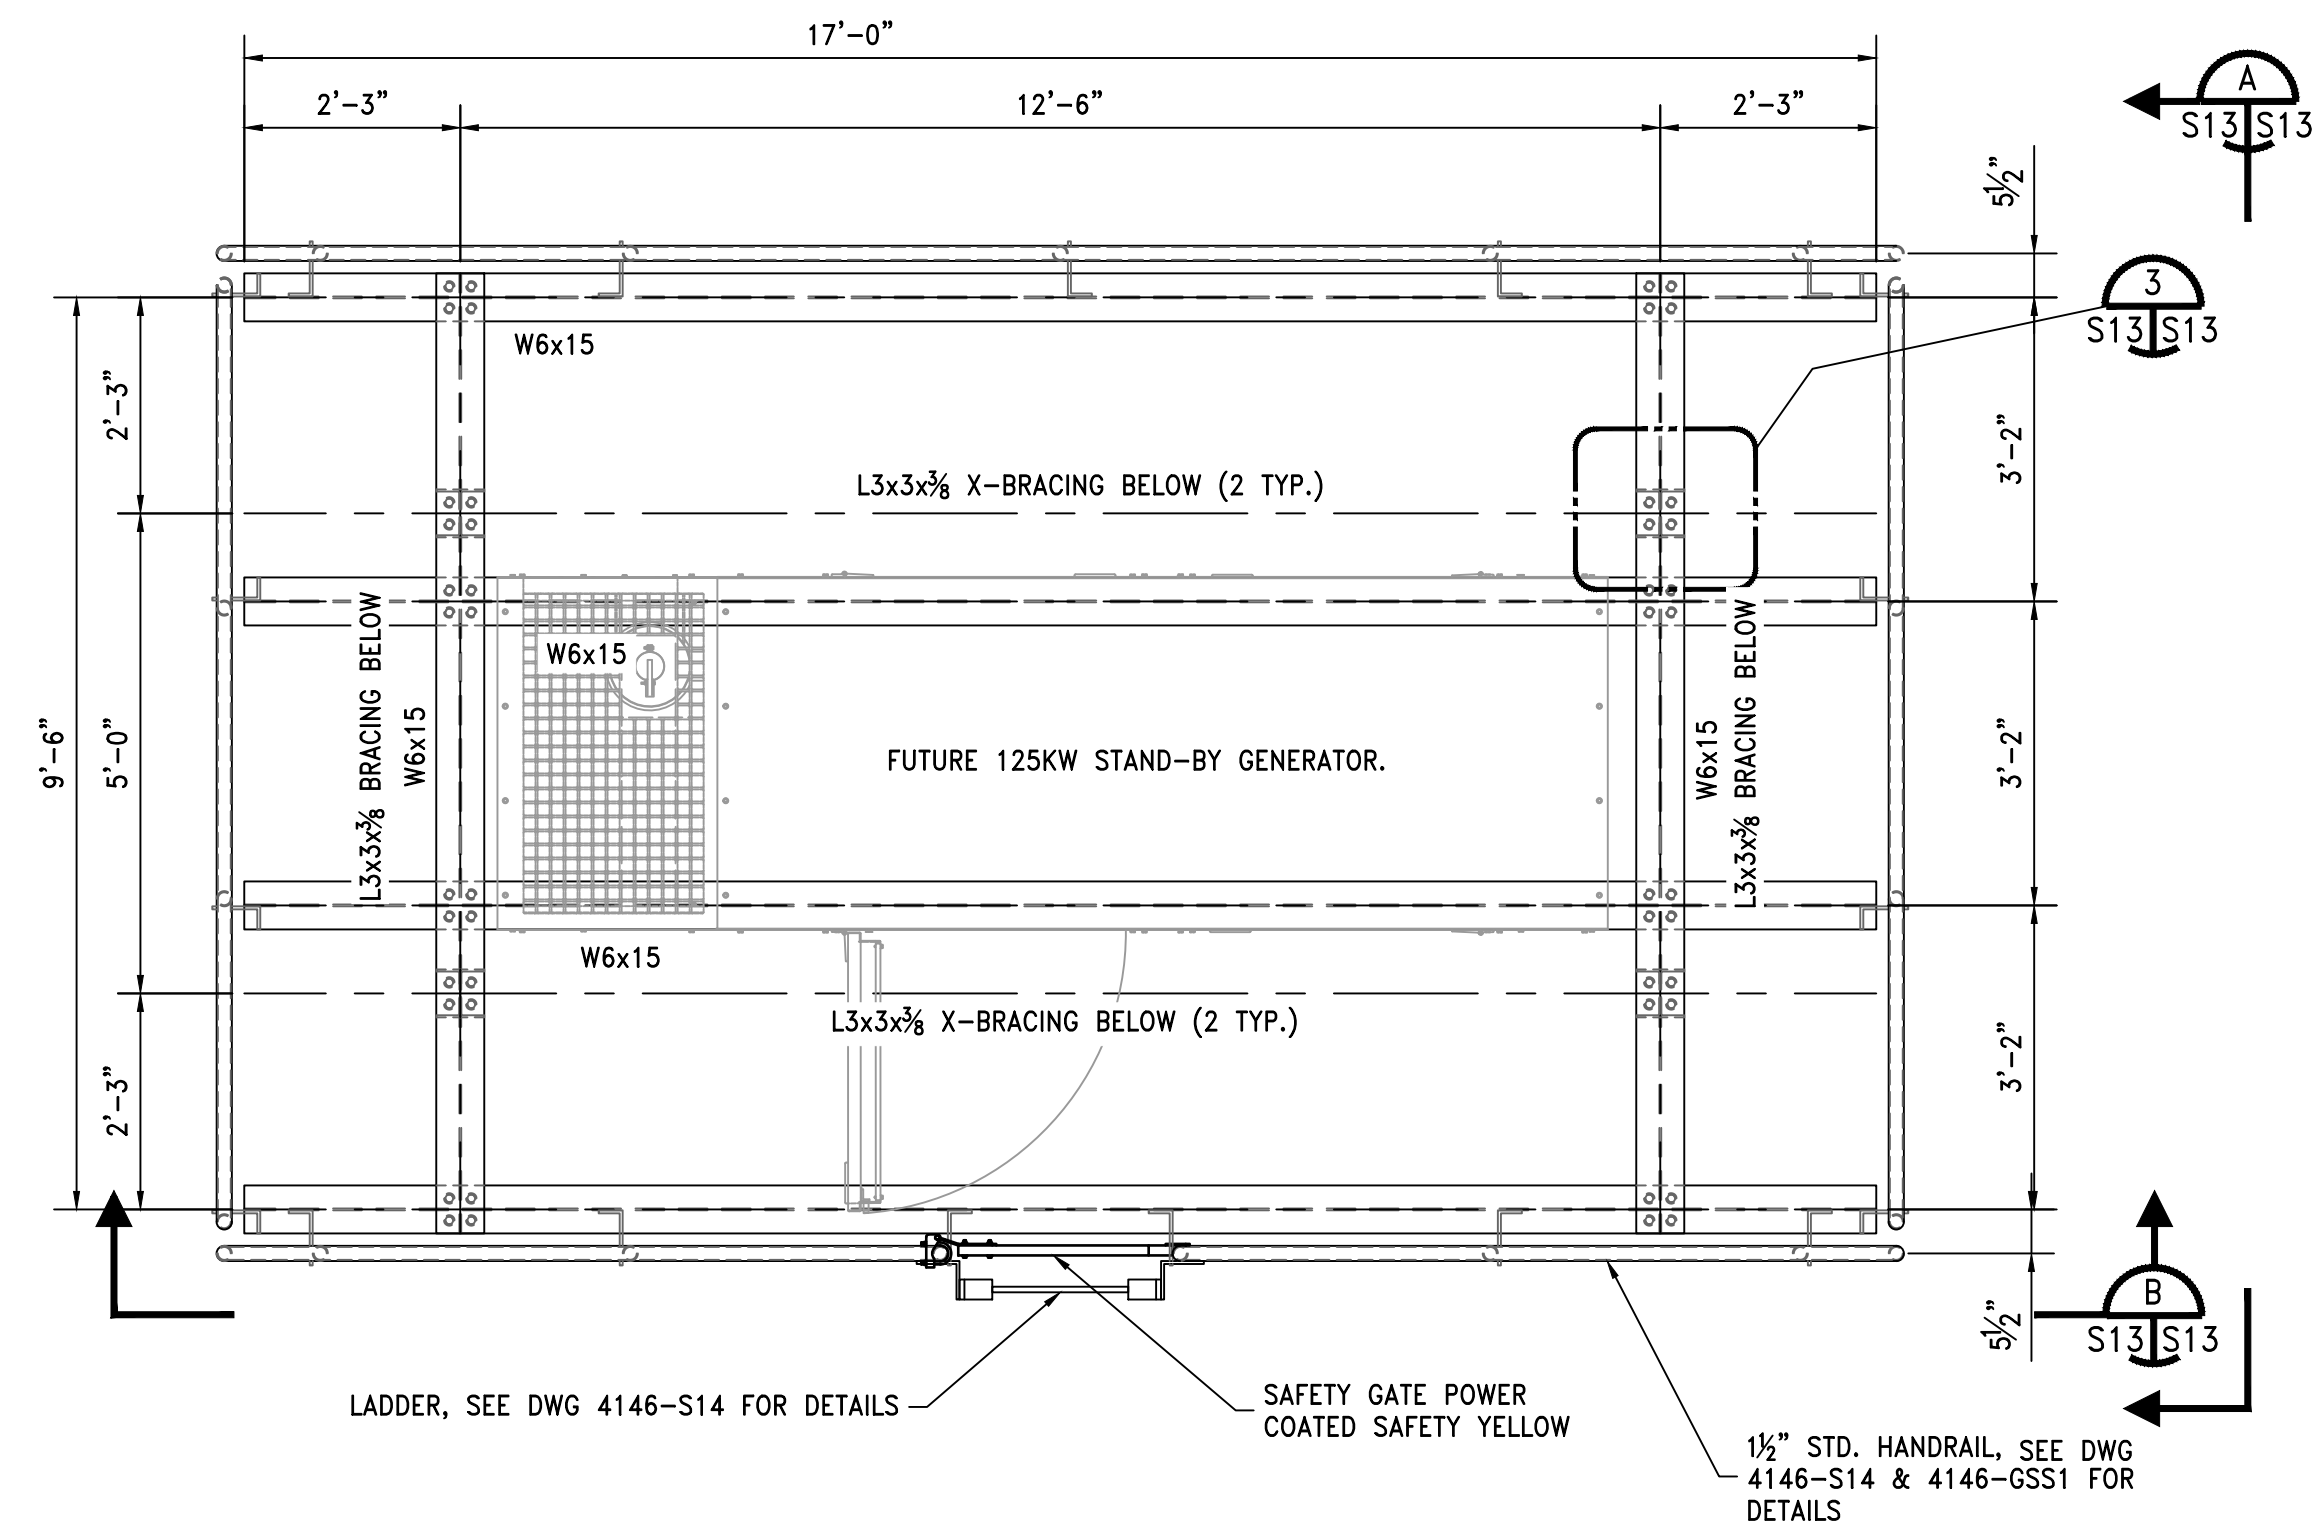 17'-0"
2'-3"
12'-6"
2'-3"
A
S13 S13
5½"
3
S13 S13
W6x15
2'-3"
3'-2"
L3x3x⅜ X-BRACING BELOW (2 TYP.)
L3x3x⅜ BRACING BELOW
W6x15
W6x15
9'-6"
5'-0"
FUTURE 125KW STAND-BY GENERATOR.
W6x15
L3x3x⅜ BRACING BELOW
3'-2"
W6x15
L3x3x⅜ X-BRACING BELOW (2 TYP.)
2'-3"
3'-2"
B
S13 S13
5½"
LADDER, SEE DWG 4146-S14 FOR DETAILS
SAFETY GATE POWER
COATED SAFETY YELLOW
1½" STD. HANDRAIL, SEE DWG
4146-S14 & 4146-GSS1 FOR
DETAILS